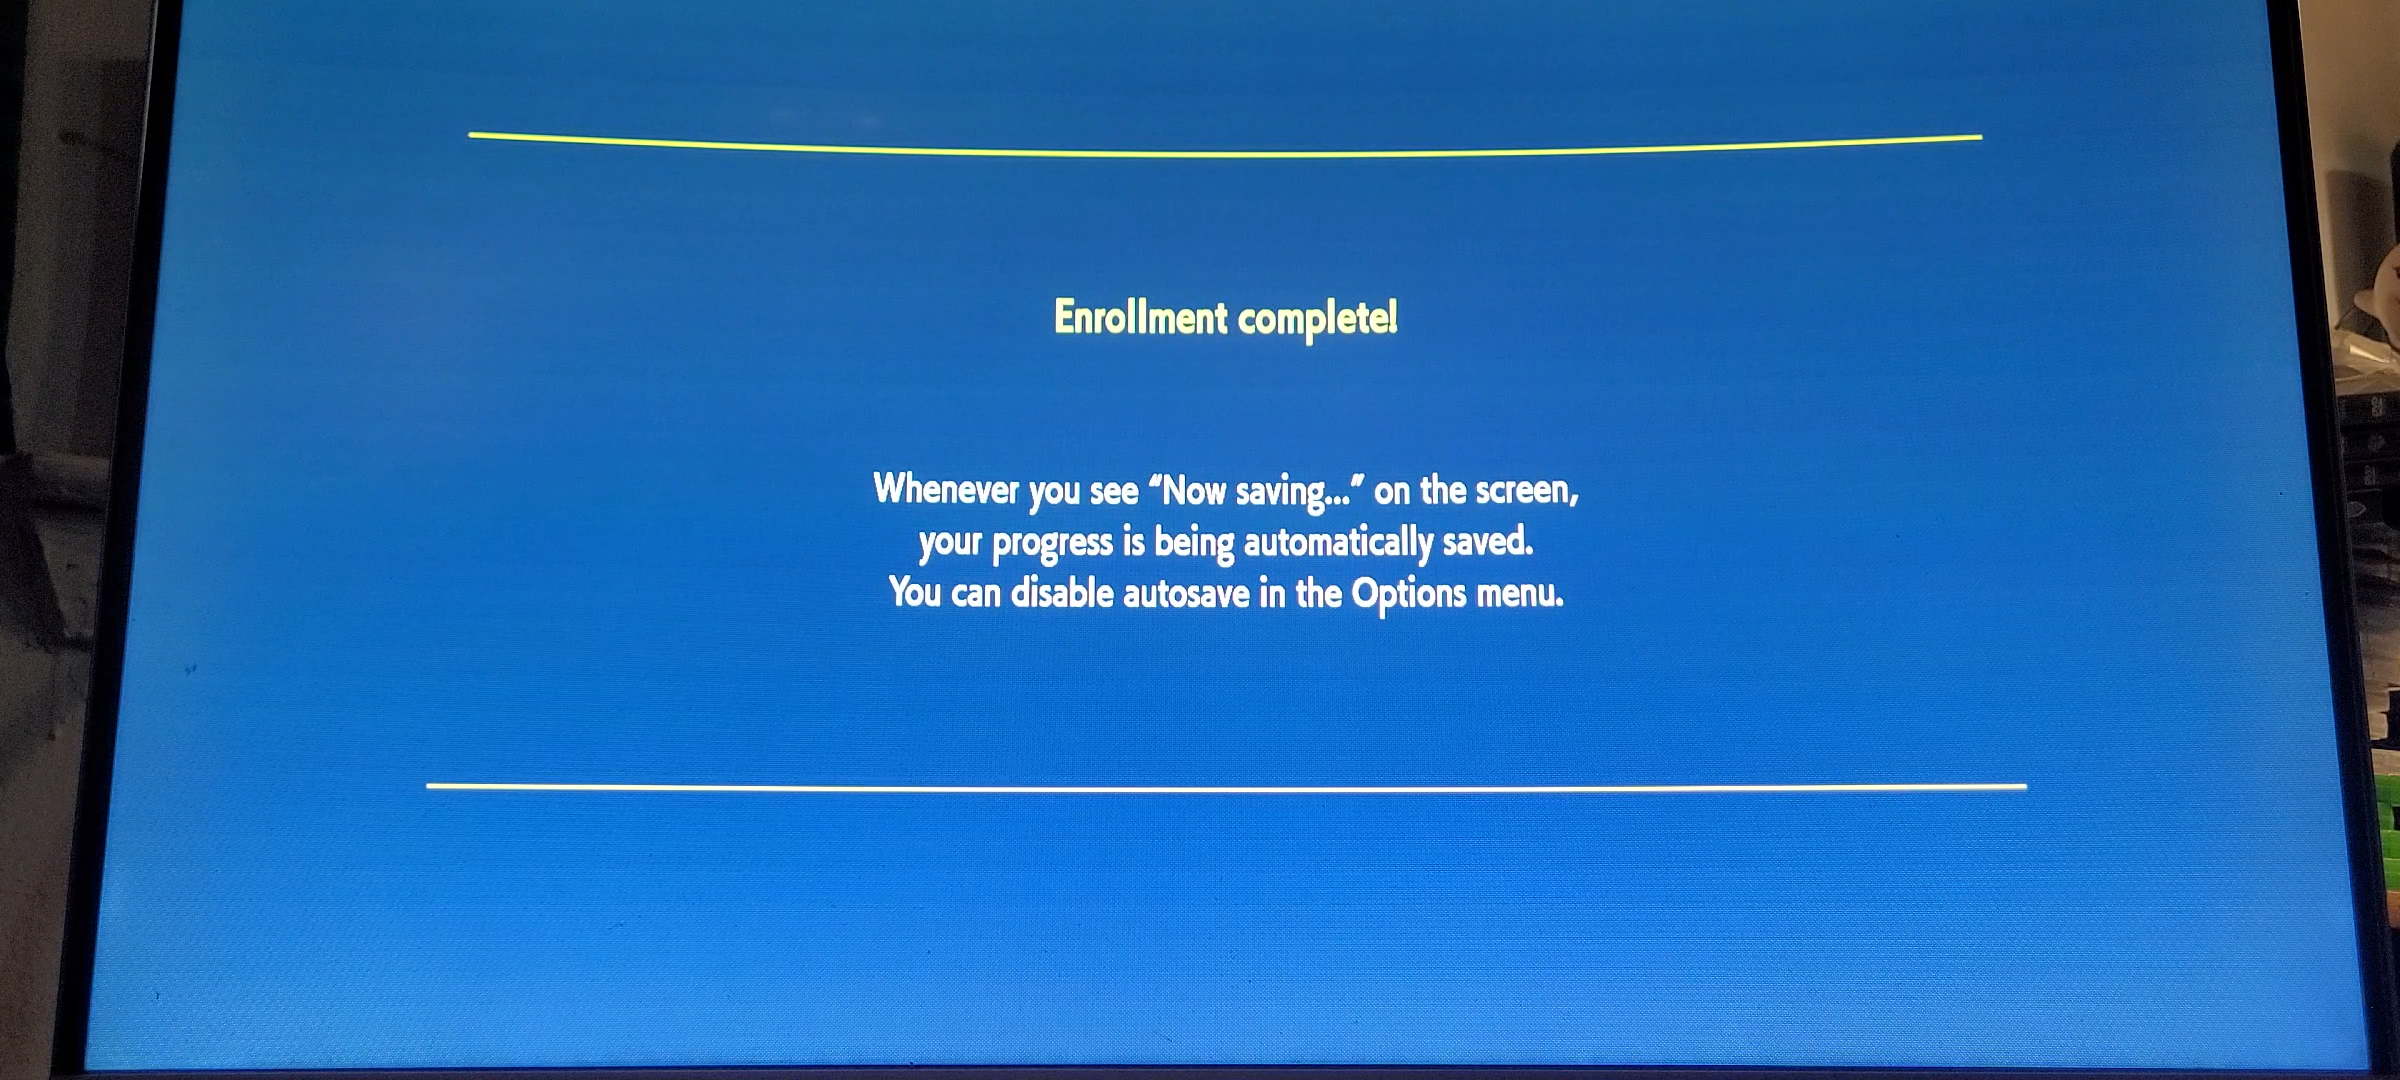 Enrollment complete!
Whenever you see “Now saving...” on the screen,
your progress is being automatically saved.
You can disable autosave in the Options menu.